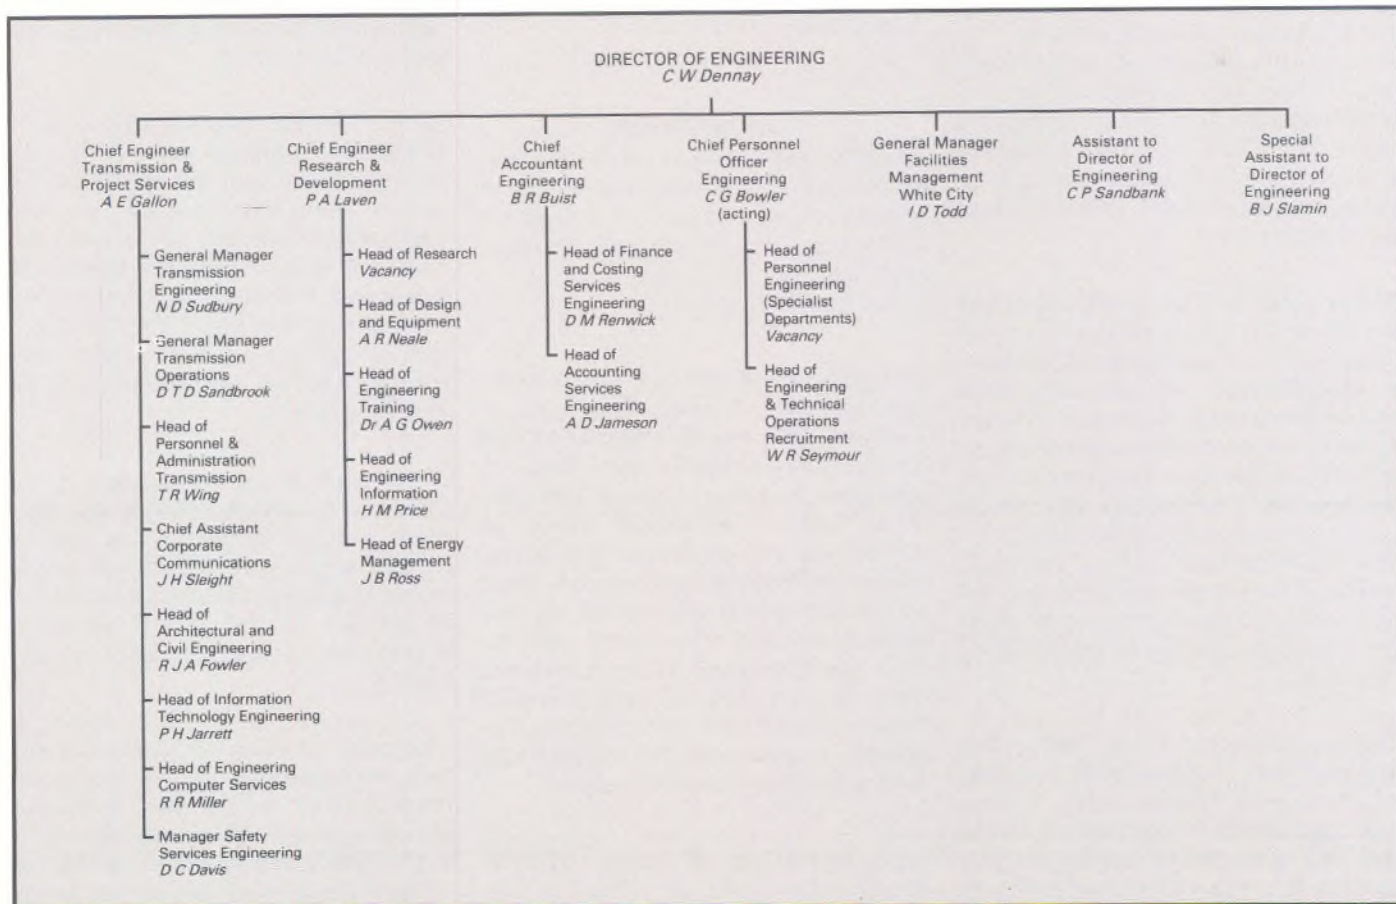 DIRECTOR OF ENGINEERING
C W Dennay
Chief Engineer
Transmission &
Project Services
A E Gallon
General Manager
Transmission
Engineering
N D Sudbury
General Manager
Transmission
Operations
D T D Sandbrook
Head of
Personnel &
Administration
Transmission
T R Wing
Chief Assistant
Corporate
Communications
J H Sleight
Head of
Architectural and
Civil Engineering
R J A Fowler
Head of Information
Technology Engineering
P H Jarrett
Head of Engineering
Computer Services
R R Miller
Manager Safety
Services Engineering
D C Davis
Chief Engineer
Research &
Development
P A Laven
Head of Research
Vacancy
Head of Design
and Equipment
A R Neale
Head of
Engineering
Training
Dr A G Owen
Head of
Engineering
Information
H M Price
Head of Energy
Management
J B Ross
Chief
Accountant
Engineering
B R Buist
Head of Finance
and Costing
Services
Engineering
D M Renwick
Head of
Accounting
Services
Engineering
A D Jameson
Chief Personnel
Officer
Engineering
C G Bowler
(acting)
Head of
Personnel
Engineering
(Specialist
Departments)
Vacancy
Head of
Engineering
& Technical
Operations
Recruitment
W R Seymour
General Manager
Facilities
Management
White City
I D Todd
Assistant to
Director of
Engineering
C P Sandbank
Special
Assistant to
Director of
Engineering
B J Slamin